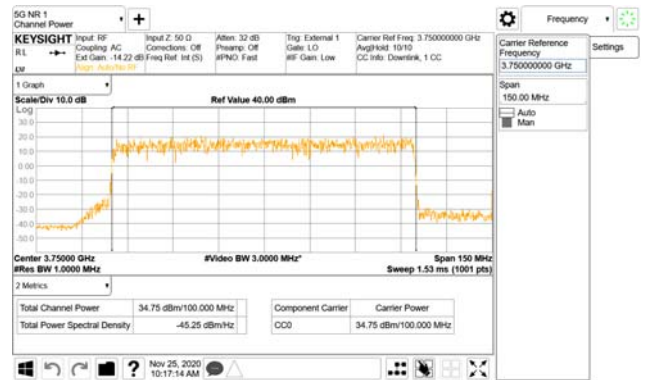 5G NR 1
Channel Power
Frequency
KEYSIGHT
Input: RF
Input Z: 50 Ω
Atten: 32 dB
Trig: External 1
Carrier Ref Freq: 3.750000000 GHz
RL
Coupling: AC
Corrections: Off
Preamp: Off
Gate: LO
Avg|Hold: 10/10
Ext Gain: -14.22 dB
Freq Ref: Int (S)
#PNO: Fast
#IF Gain: Low
CC Info: Downlink, 1 CC
Align: Auto/No RF
1 Graph
Scale/Div 10.0 dB
Ref Value 40.00 dBm
Log
30.0
20.0
10.0
0.00
-10.0
-20.0
-30.0
-40.0
-50.0
Center 3.75000 GHz
#Video BW 3.0000 MHz*
Span 150 MHz
#Res BW 1.0000 MHz
Sweep 1.53 ms (1001 pts)
2 Metrics
Total Channel Power
34.75 dBm/100.000 MHz
Component Carrier
Carrier Power
Total Power Spectral Density
-45.25 dBm/Hz
CC0
34.75 dBm/100.000 MHz
Nov 25, 2020
10:17:14 AM
?
Carrier Reference
Frequency
3.750000000 GHz
Settings
Span
150.00 MHz
Auto
Man